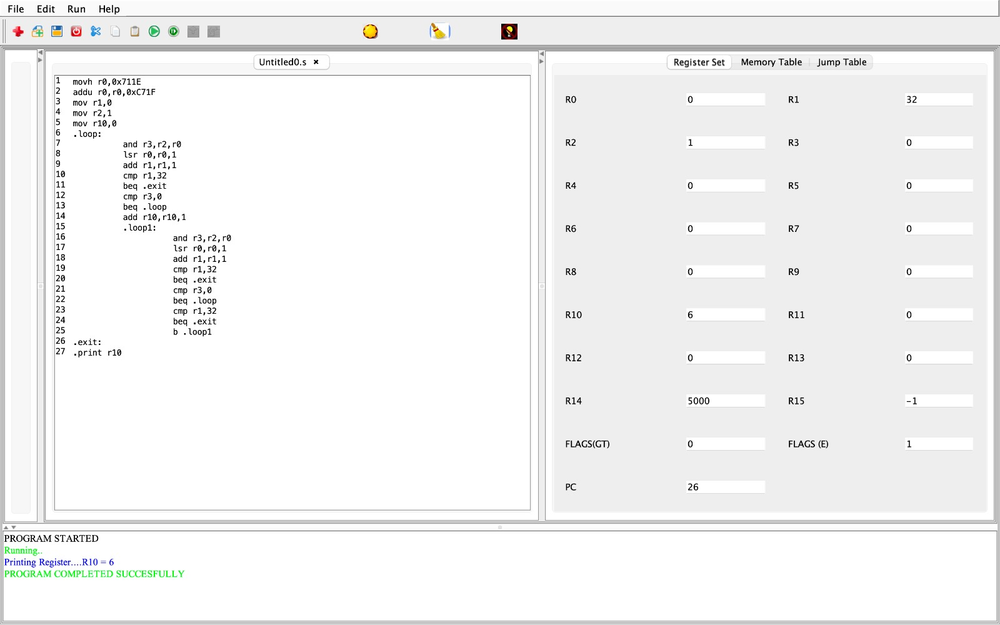 File Edit Run Help
Untitled0.s ×
1 movh r0,0x711E
2 addu r0,r0,0xC71F
3 mov r1,0
4 mov r2,1
5 mov r10,0
6 .loop:
7 and r3,r2,r0
8 lsr r0,r0,1
9 add r1,r1,1
10 cmp r1,32
11 beq .exit
12 cmp r3,0
13 beq .loop
14 add r10,r10,1
15 .loop1:
16 and r3,r2,r0
17 lsr r0,r0,1
18 add r1,r1,1
19 cmp r1,32
20 beq .exit
21 cmp r3,0
22 beq .loop
23 cmp r1,32
24 beq .exit
25 b .loop1
26 .exit:
27 .print r10
Register Set Memory Table Jump Table
R0 0 R1 32
R2 1 R3 0
R4 0 R5 0
R6 0 R7 0
R8 0 R9 0
R10 6 R11 0
R12 0 R13 0
R14 5000 R15 -1
FLAGS(GT) 0 FLAGS (E) 1
PC 26
PROGRAM STARTED
Running..
Printing Register....R10 = 6
PROGRAM COMPLETED SUCCESFULLY